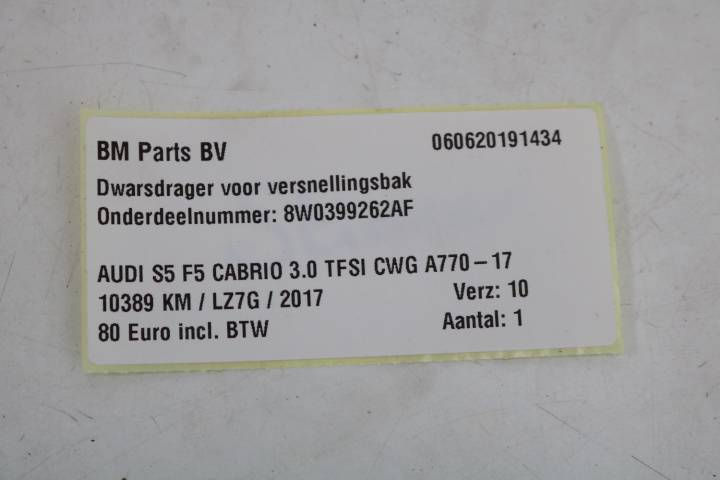 BM Parts BV 060620191434
Dwarsdrager voor versnellingsbak
Onderdeelnummer: 8W0399262AF
AUDI S5 F5 CABRIO 3.0 TFSI CWG A770-17
10389 KM / LZ7G / 2017 Verz: 10
80 Euro incl. BTW Aantal: 1